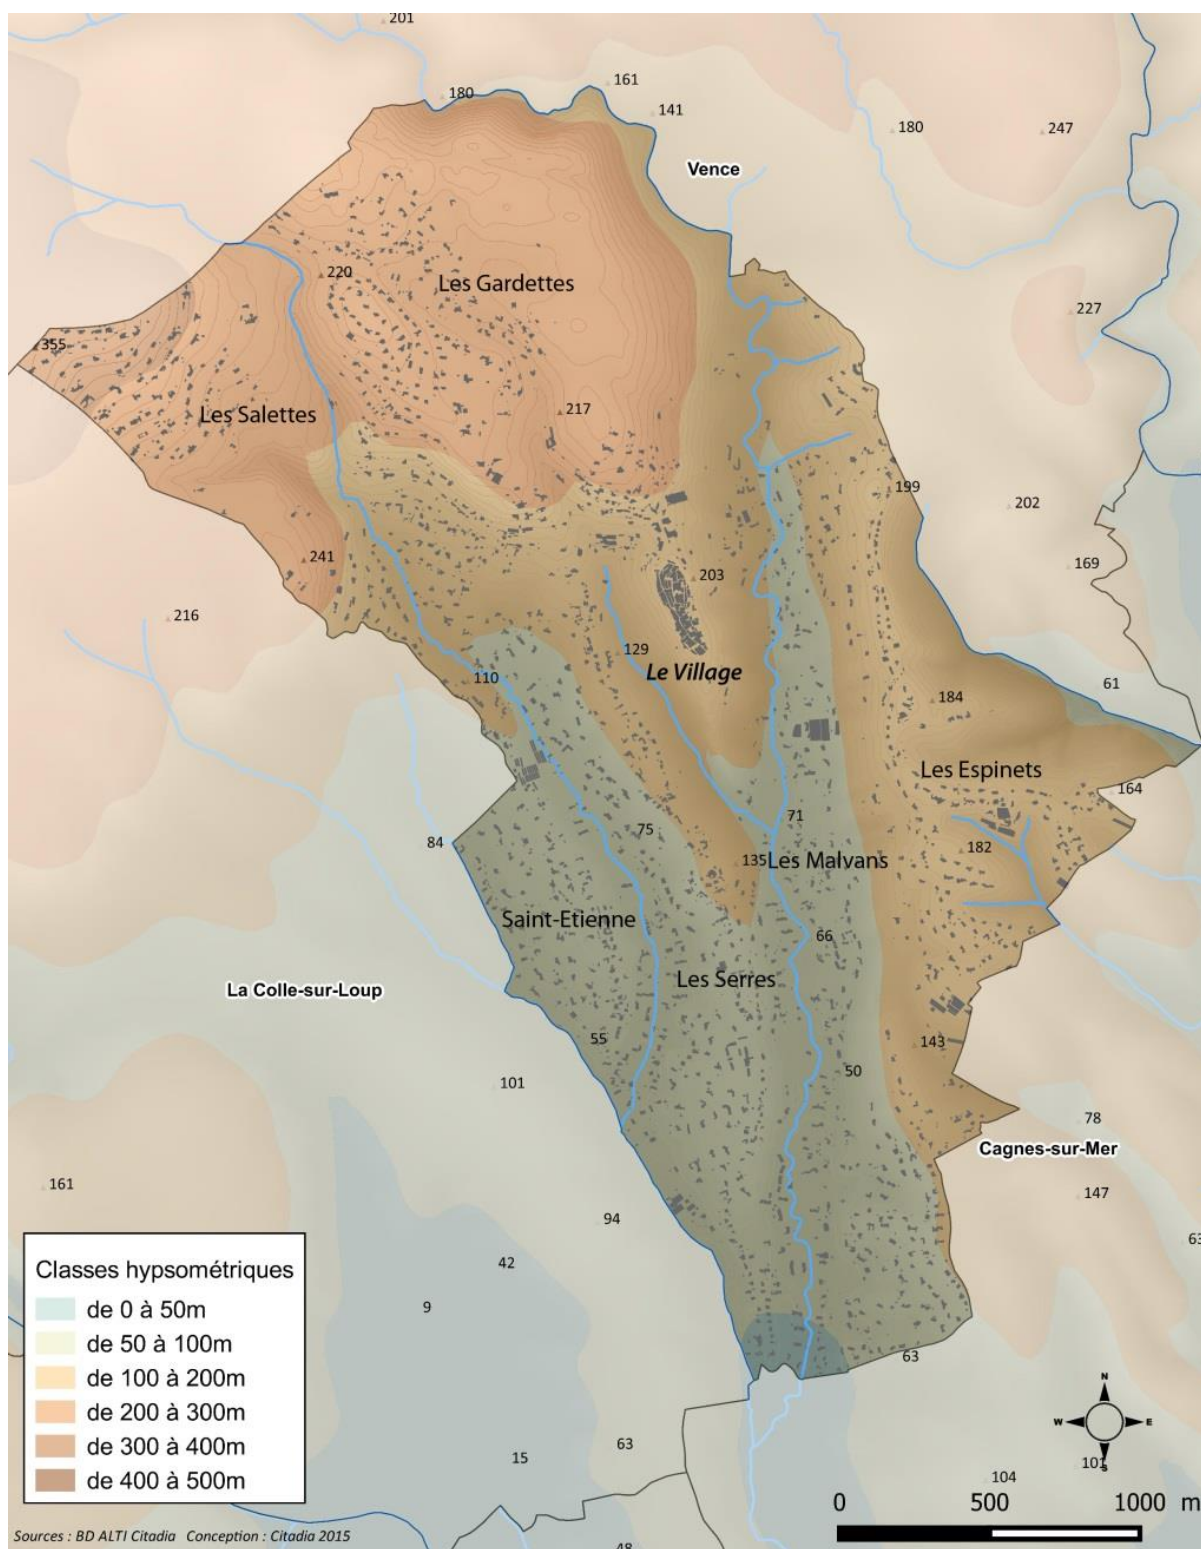 201
161
180
141
180
247
Vence
220
Les Gardettes
227
355
Les Salettes
217
199
202
241
203
169
216
129
Le Village
110
61
184
Les Espinets
164
71
75
84
182
135
Les Malvans
Saint-Etienne
66
Les Serres
La Colle-sur-Loup
55
143
50
101
78
Cagnes-sur-Mer
161
147
94
63
42
9
63
63
15
101
104
48
Classes hypsométriques
de 0 à 50m
de 50 à 100m
de 100 à 200m
de 200 à 300m
de 300 à 400m
de 400 à 500m
N
W
E
S
0 500 1000 m
Sources : BD ALTI Citadia Conception : Citadia 2015